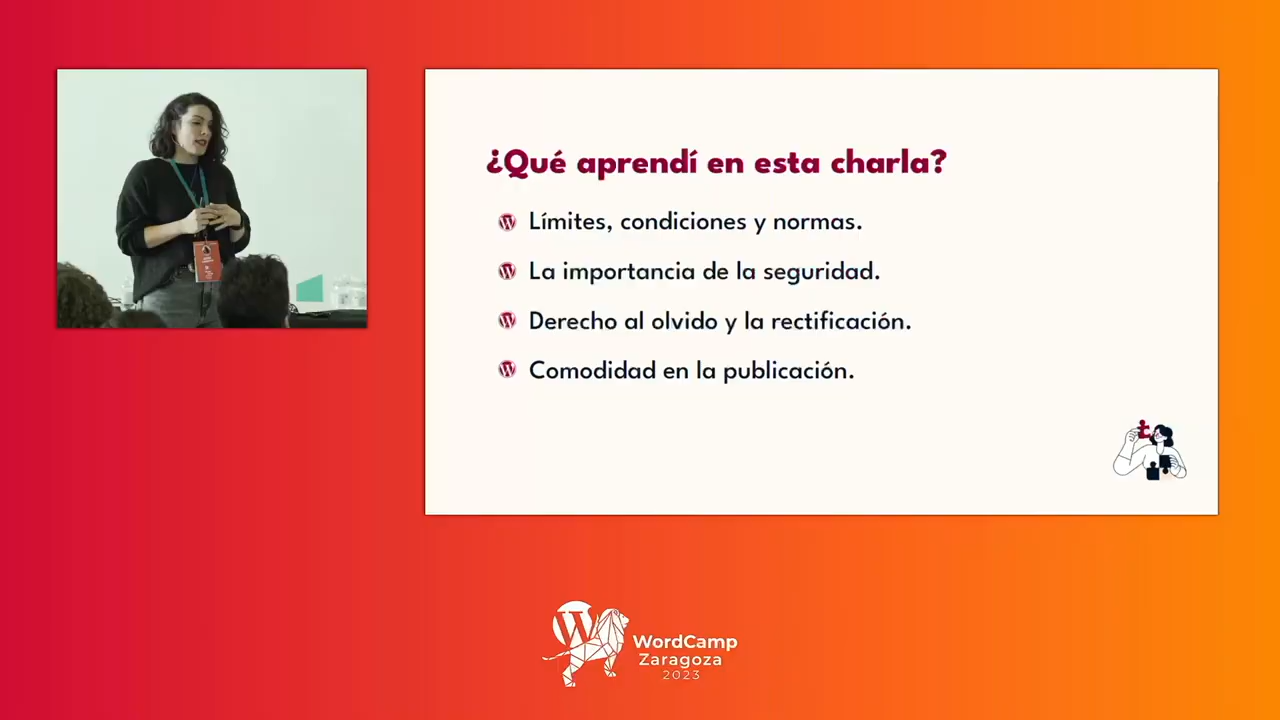 ¿Qué aprendí en esta charla?
Límites, condiciones y normas.
La importancia de la seguridad.
Derecho al olvido y la rectificación.
Comodidad en la publicación.
WordCamp
Zaragoza
2023